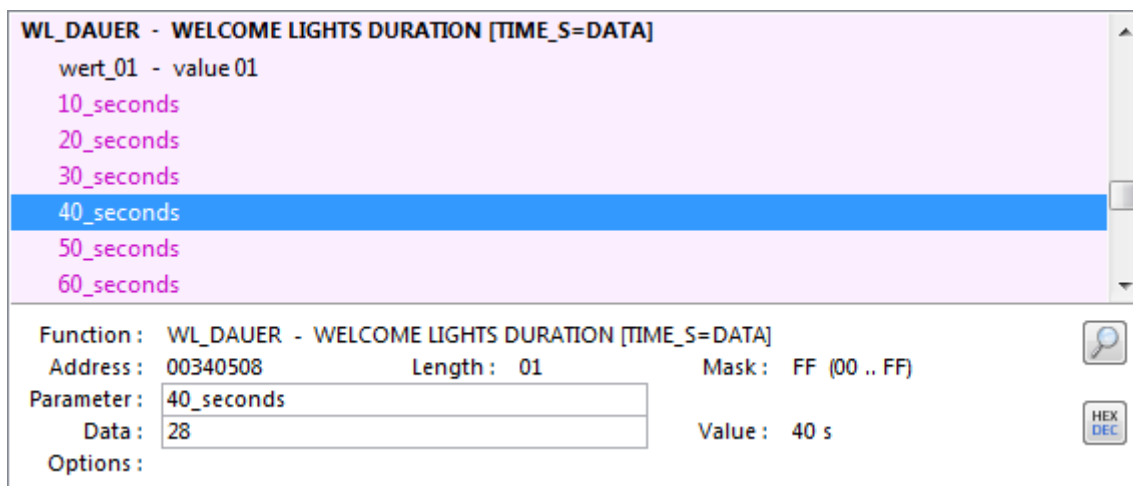 WL_DAUER - WELCOME LIGHTS DURATION [TIME_S=DATA]
wert_01 - value 01
10_seconds
20_seconds
30_seconds
40_seconds
50_seconds
60_seconds
Function : WL_DAUER - WELCOME LIGHTS DURATION [TIME_S=DATA]
Address : 00340508 Length : 01 Mask : FF (00 .. FF)
Parameter : 40_seconds
Data : 28 Value : 40 s
HEX
DEC
Options :